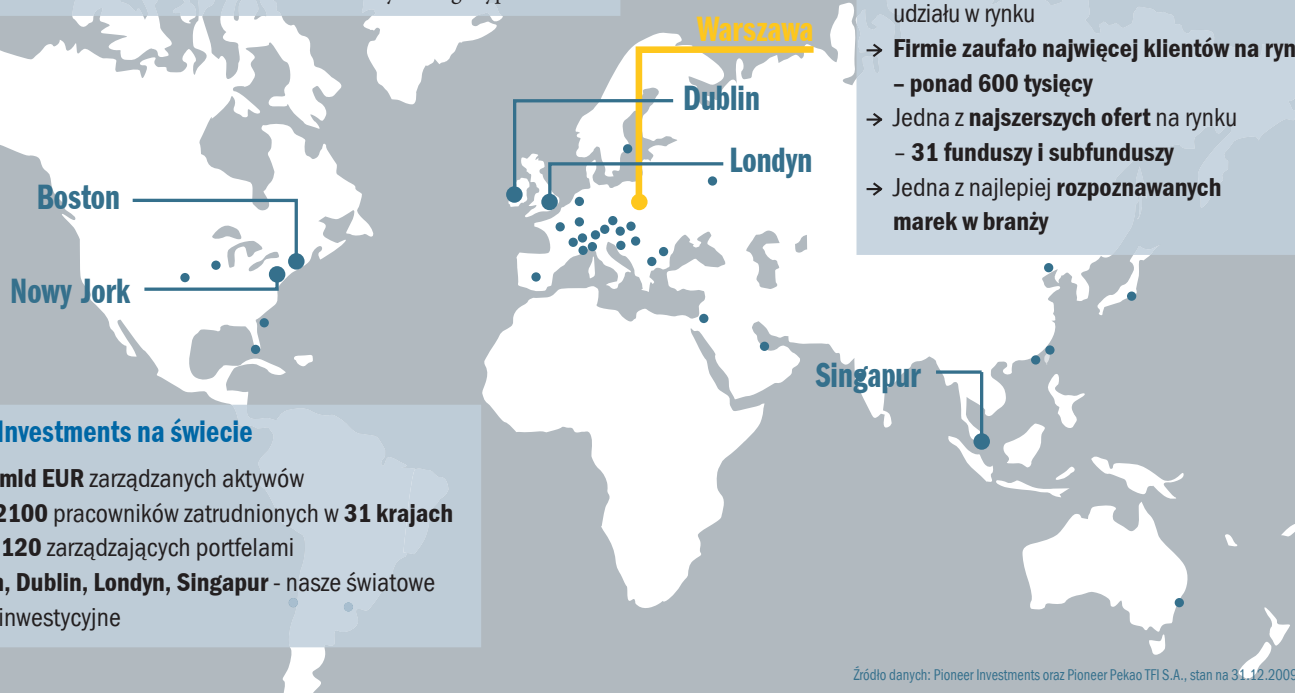 udziału w rynku
→ Firmie zaufało najwięcej klientów na
– ponad 600 tysięcy
→ Jedna z najszerszych ofert na rynku
– 31 funduszy i subfunduszy
→ Jedna z najlepiej rozpoznawanych
marek w branży
Warszawa
Dublin
Londyn
Boston
Nowy Jork
Singapur
Investments na świecie
mld EUR zarządzanych aktywów
2100 pracowników zatrudnionych w 31 krajach
120 zarządzających portfelami
Dublin, Londyn, Singapur - nasze światowe
inwestycyjne
Źródło danych: Pioneer Investments oraz Pioneer Pekao TFI S.A., stan na 31.12.2009